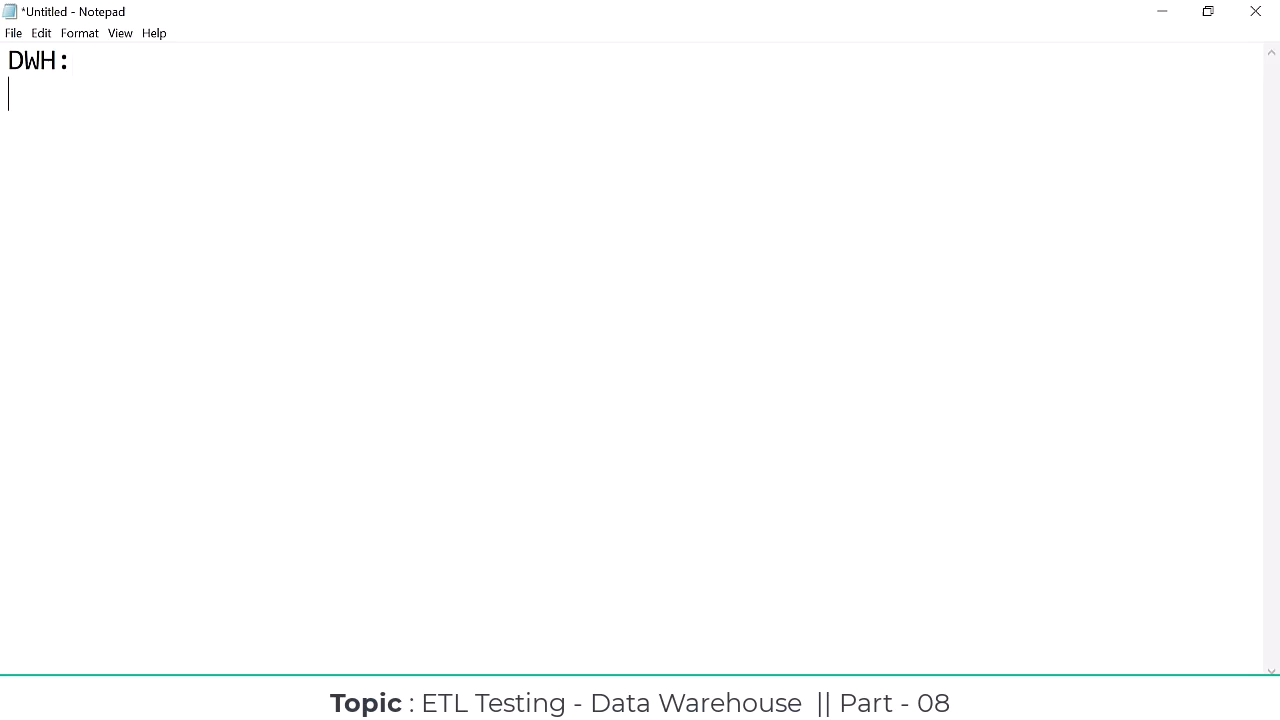 *Untitled - Notepad
File Edit Format View Help
DWH:
Topic : ETL Testing - Data Warehouse || Part - 08